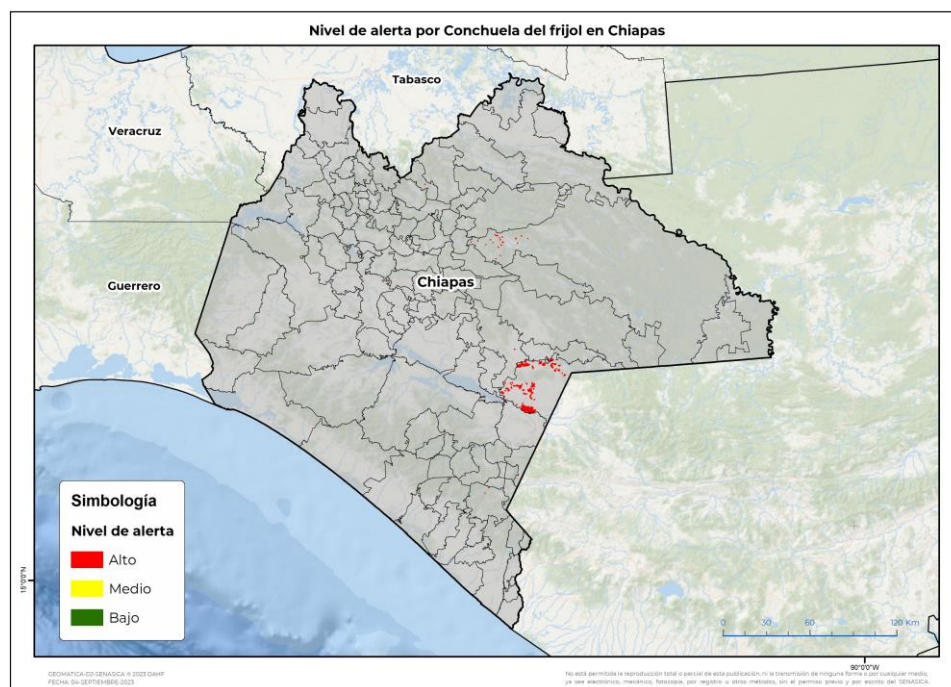 Nivel de alerta por Conchuela del frijol en Chiapas
Tabasco
Veracruz
Chiapas
Guerrero
Simbología
Nivel de alerta
Alto
Medio
Bajo
15°0'0"N
0 30 60 120 Km
90°0'0"W
GEOMATICA-DJ-SENASICA ® 2023 DAHF
FECHA: 04-SEPTIEMBRE-2023
No está permitida la reproducción total o parcial de esta publicación, ni la transmisión de ninguna forma o por cualquier medio,
ya sea electrónico, mecánico, fotocopia, por registro u otros métodos, sin el permiso previo y por escrito del SENASICA.